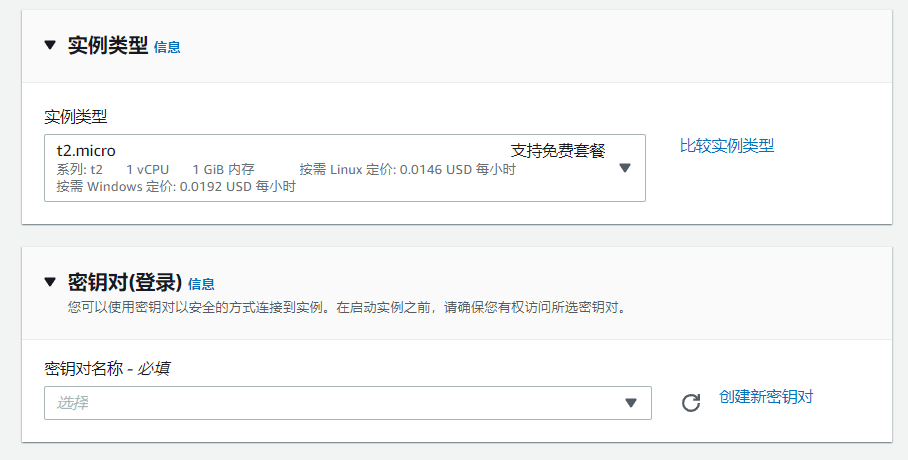 实例类型 信息
实例类型
t2.micro 支持免费套餐
系列: t2 1 vCPU 1 GiB 内存 按需 Linux 定价: 0.0146 USD 每小时
按需 Windows 定价: 0.0192 USD 每小时
比较实例类型
密钥对(登录) 信息
您可以使用密钥对以安全的方式连接到实例。在启动实例之前，请确保您有权访问所选密钥对。
密钥对名称 - 必填
选择
创建新密钥对